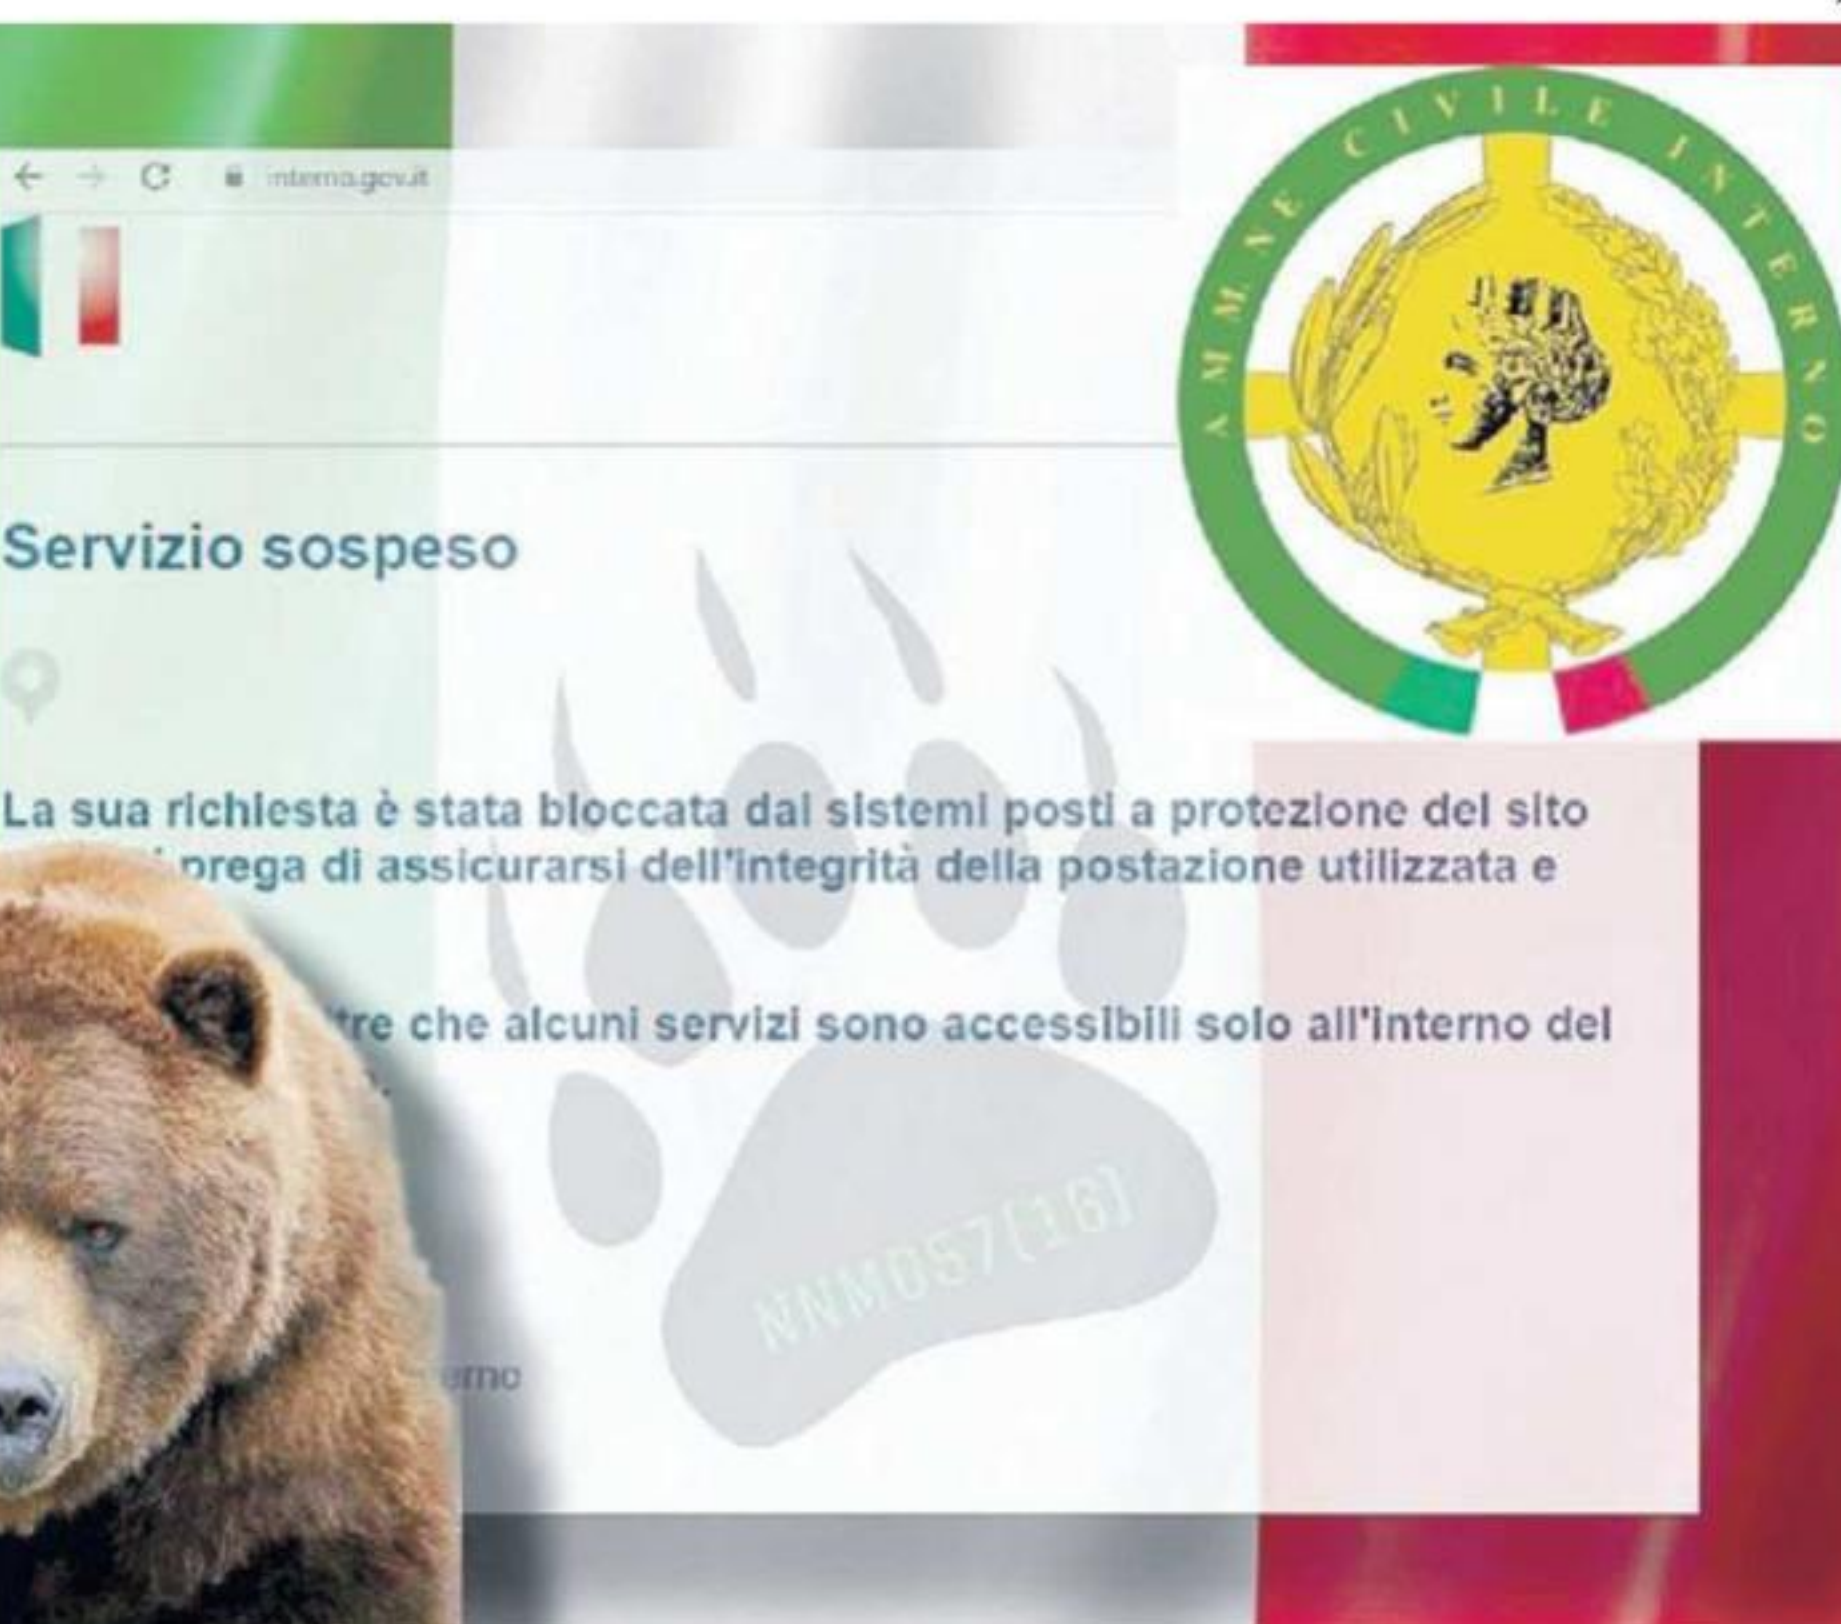 AMM.NE CIVILE INTERNO
interno.gov.it
Servizio sospeso
La sua richiesta è stata bloccata dai sistemi posti a protezione del sito
prega di assicurarsi dell'integrità della postazione utilizzata e
tre che alcuni servizi sono accessibili solo all'interno del
NNM057(16)
erno